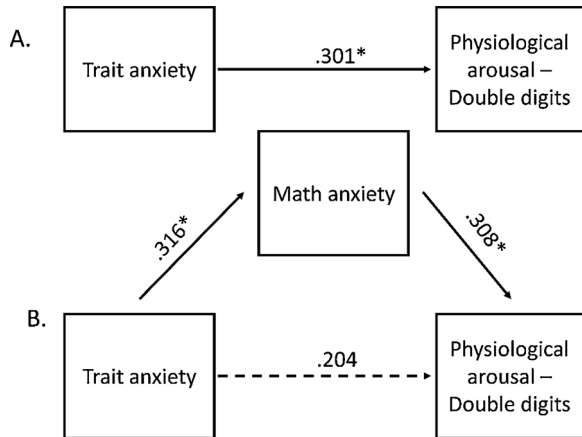 A.
Trait anxiety
.301*
Physiological
arousal –
Double digits
Math anxiety
.316*
.308*
B.
Trait anxiety
.204
Physiological
arousal –
Double digits